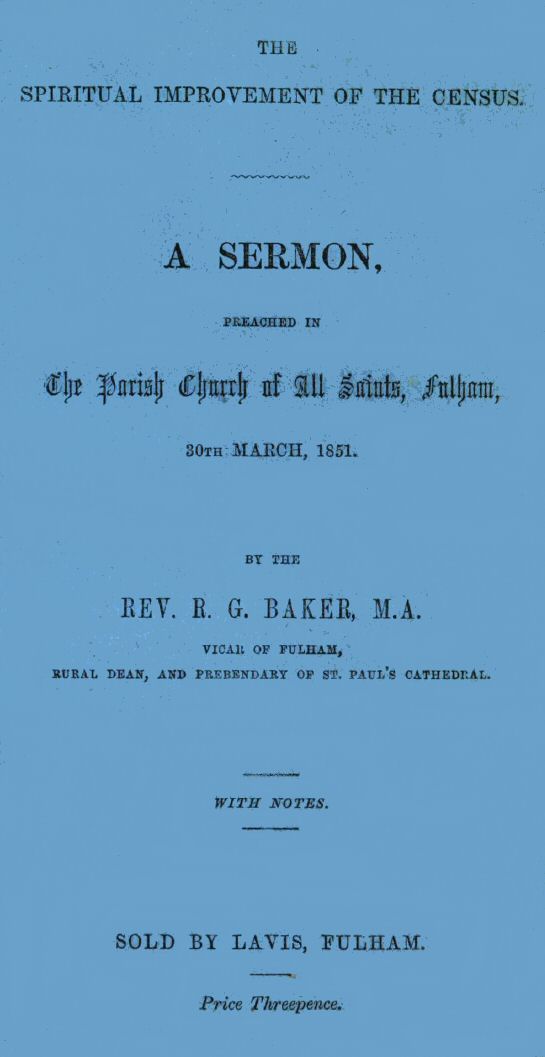 THE
SPIRITUAL IMPROVEMENT OF THE CENSUS.
A SERMON,
PREACHED IN
The Parish Church of All Saints, Fulham,
30TH MARCH, 1851.
BY THE
REV. R. G. BAKER, M.A.
VICAR OF FULHAM,
RURAL DEAN, AND PREBENDARY OF ST. PAUL'S CATHEDRAL.
WITH NOTES.
SOLD BY LAVIS, FULHAM.
Price Threepence.